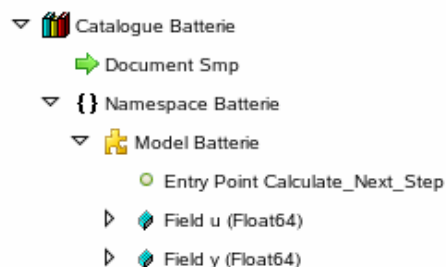 Catalogue Batterie
Document Smp
{} Namespace Batterie
Model Batterie
Entry Point Calculate_Next_Step
Field u (Float64)
Field y (Float64)